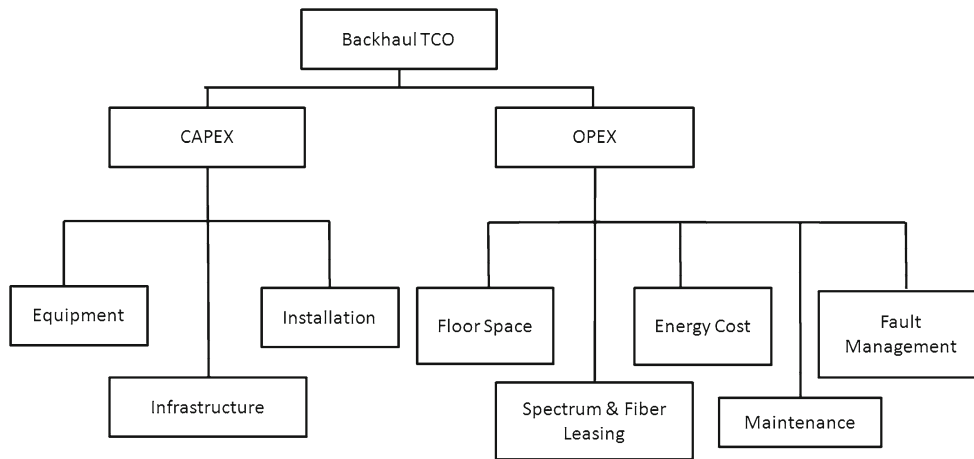 Backhaul TCO
CAPEX
OPEX
Equipment
Installation
Floor Space
Energy Cost
Fault
Management
Infrastructure
Spectrum & Fiber
Leasing
Maintenance